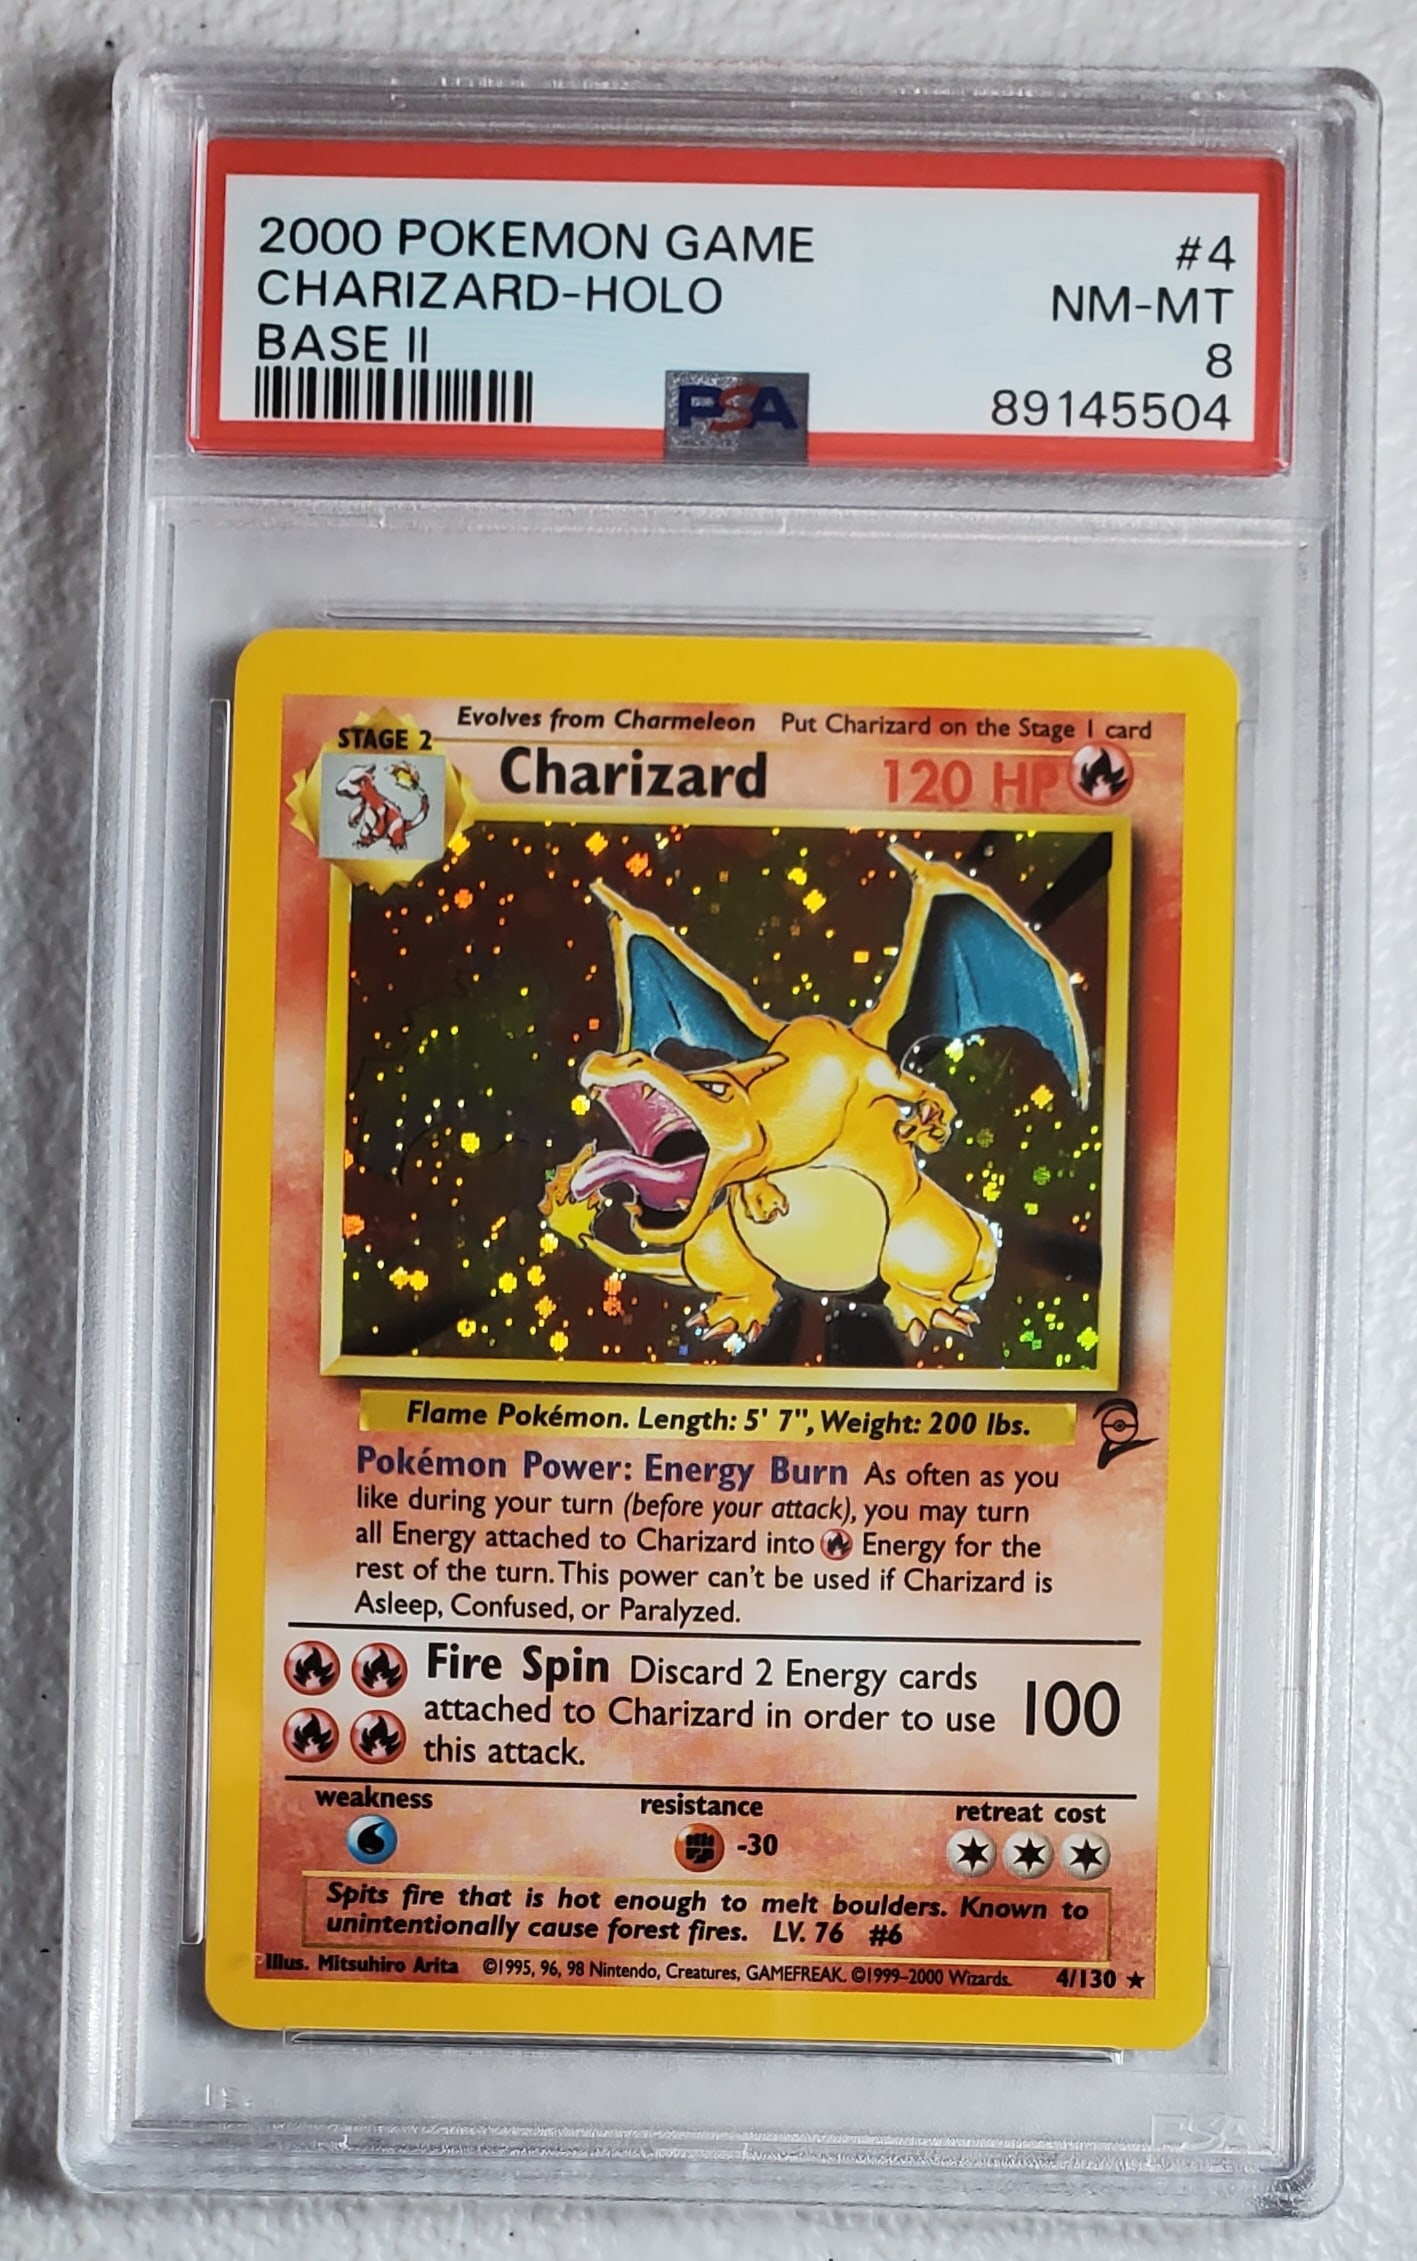 2000 POKEMON GAME #4
CHARIZARD-HOLO NM-MT
BASE II 8
PSA 89145504
Evolves from Charmeleon Put Charizard on the Stage 1 card
STAGE 2
Charizard 120 HP
Flame Pokémon. Length: 5' 7", Weight: 200 lbs.
Pokémon Power: Energy Burn As often as you
like during your turn (before your attack), you may turn
all Energy attached to Charizard into Energy for the
rest of the turn. This power can't be used if Charizard is
Asleep, Confused, or Paralyzed.
Fire Spin Discard 2 Energy cards
attached to Charizard in order to use 100
this attack.
weakness resistance retreat cost
-30
Spits fire that is hot enough to melt boulders. Known to
unintentionally cause forest fires. LV. 76 #6
Illus. Mitsuhiro Arita ©1995, 96, 98 Nintendo, Creatures, GAMEFREAK. ©1999–2000 Wizards. 4/130 ★
PSA